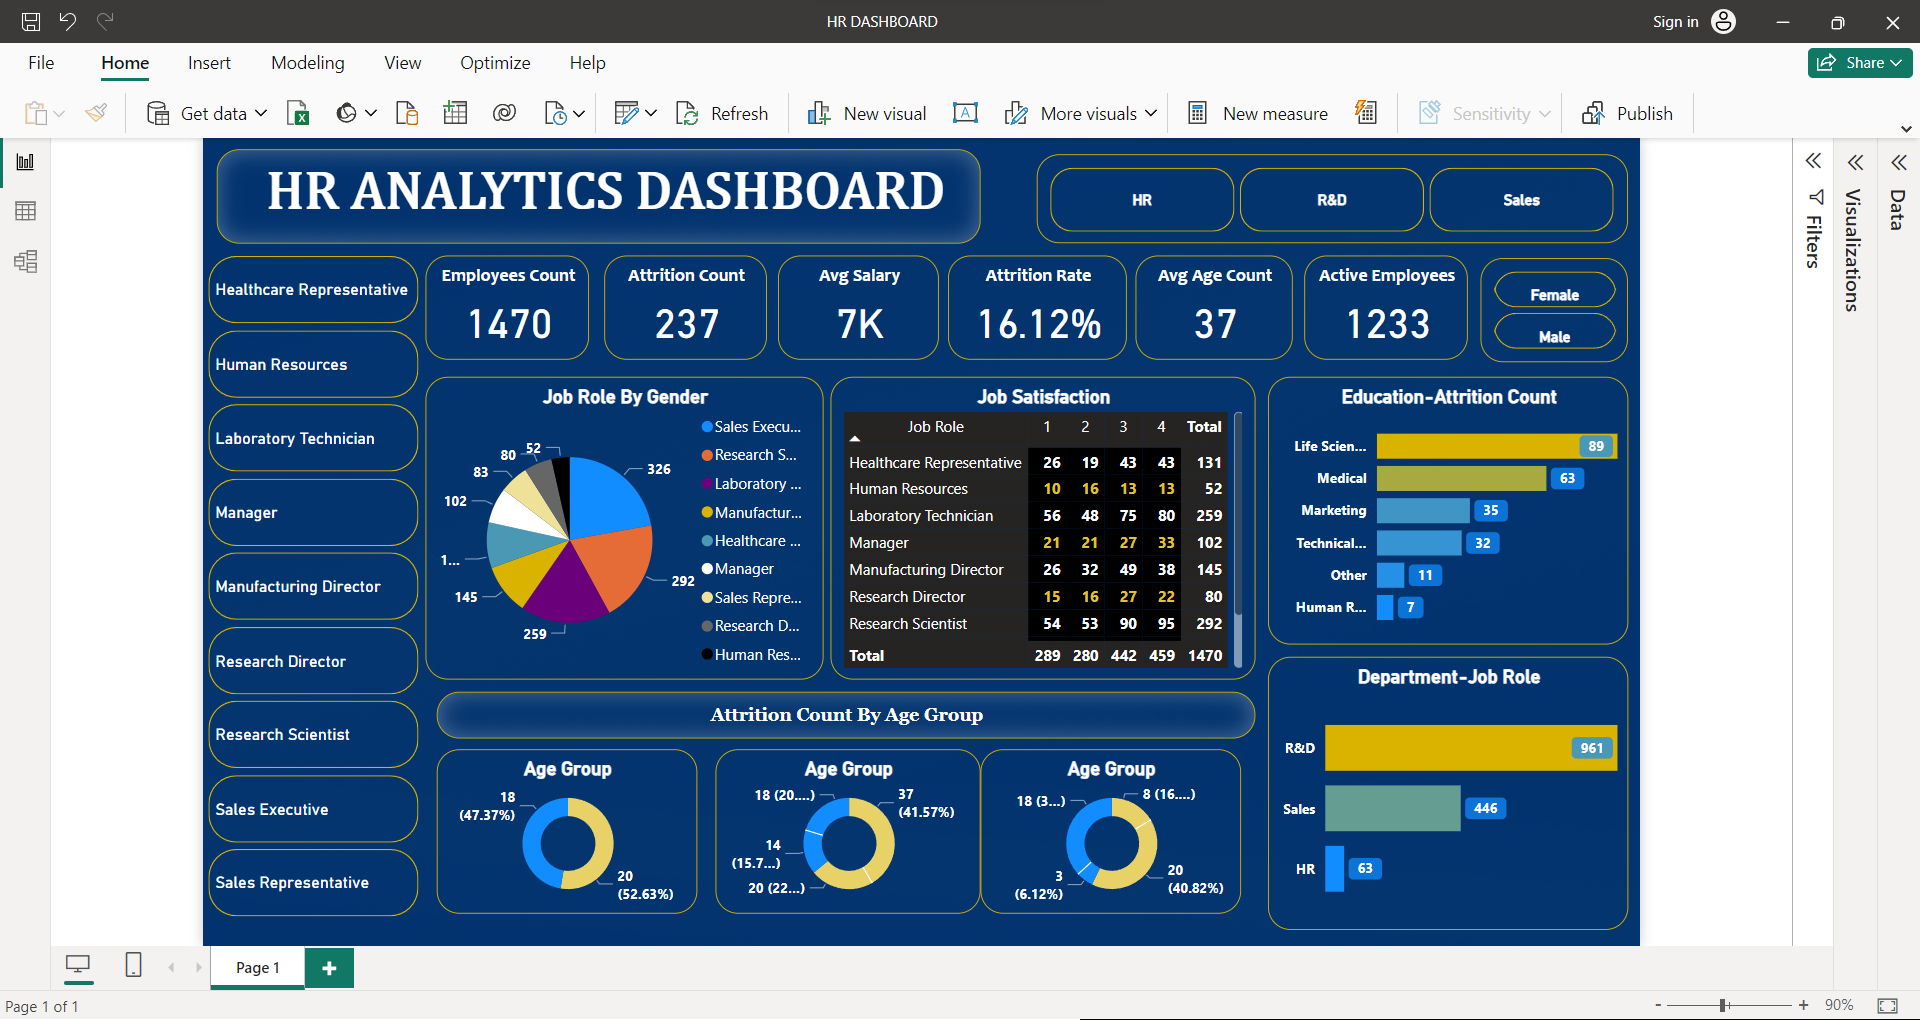 HR DASHBOARD
Sign in
File Home Insert Modeling View Optimize Help
Share
Get data
Refresh
New visual
A
More visuals
New measure
Sensitivity
Publish
HR ANALYTICS DASHBOARD
HR
R&D
Sales
Filters
Visualizations
Data
Healthcare Representative
Human Resources
Laboratory Technician
Manager
Manufacturing Director
Research Director
Research Scientist
Sales Executive
Sales Representative
Employees Count
1470
Attrition Count
237
Avg Salary
7K
Attrition Rate
16.12%
Avg Age Count
37
Active Employees
1233
Female
Male
Job Role By Gender
326
292
259
145
1...
102
83
80
52
Sales Execu...
Research S...
Laboratory ...
Manufactur...
Healthcare ...
Manager
Sales Repre...
Research D...
Human Res...
Job Satisfaction
Job Role 1 2 3 4 Total
Healthcare Representative 26 19 43 43 131
Human Resources 10 16 13 13 52
Laboratory Technician 56 48 75 80 259
Manager 21 21 27 33 102
Manufacturing Director 26 32 49 38 145
Research Director 15 16 27 22 80
Research Scientist 54 53 90 95 292
Total 289 280 442 459 1470
Education-Attrition Count
Life Scien... 89
Medical 63
Marketing 35
Technical... 32
Other 11
Human R... 7
Department-Job Role
R&D 961
Sales 446
HR 63
Attrition Count By Age Group
Age Group
18
(47.37%)
20
(52.63%)
Age Group
18 (20....)
37
(41.57%)
14
(15.7...)
20 (22...)
Age Group
18 (3...)
8 (16....)
3
(6.12%)
20
(40.82%)
Page 1
+
Page 1 of 1
- + 90%